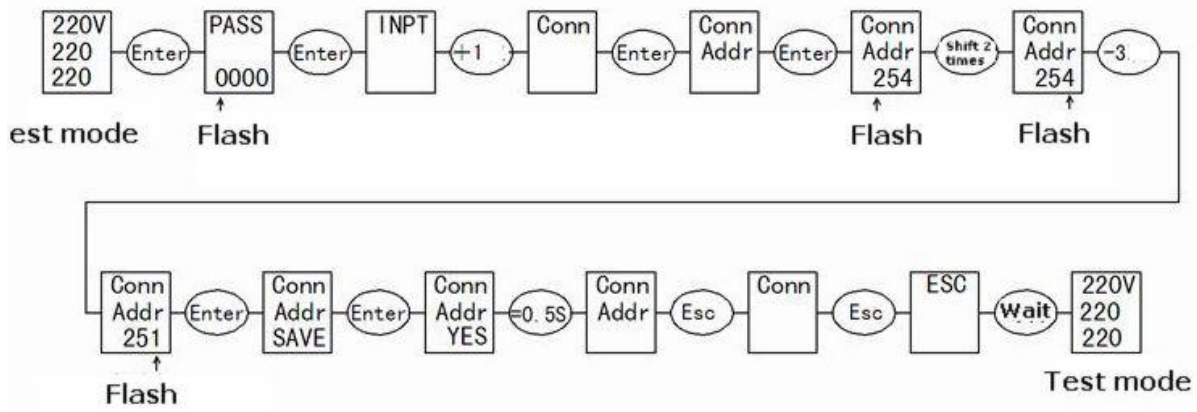 220V
220
220
Enter
PASS
0000
Enter
INPT
+1
Conn
Enter
Conn
Addr
Enter
Conn
Addr
254
Shift 2
times
Conn
Addr
254
-3
est mode
Flash
Flash
Flash
Conn
Addr
251
Enter
Conn
Addr
SAVE
Enter
Conn
Addr
YES
=0.5S
Conn
Addr
Esc
Conn
Esc
ESC
Wait
220V
220
220
Flash
Test mode